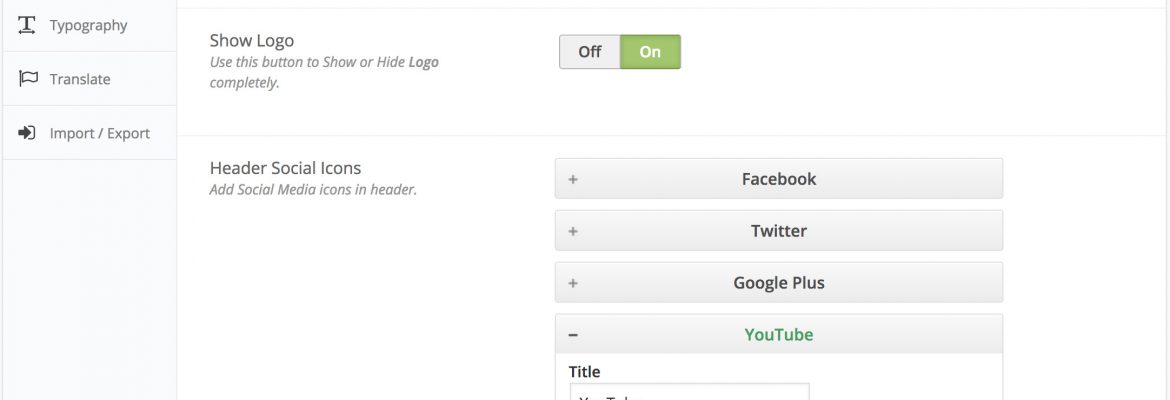 Typography
Translate
Import / Export
Show Logo
Use this button to Show or Hide Logo
completely.
Off
On
Header Social Icons
Add Social Media icons in header.
+ Facebook
+ Twitter
+ Google Plus
− YouTube
Title